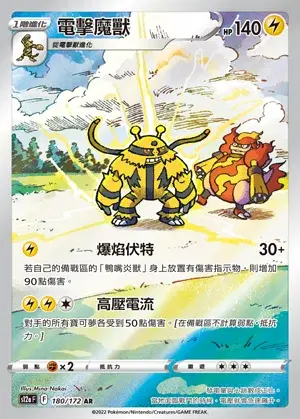 1階進化
電擊魔獸
HP140
從電擊獸進化
爆焰伏特 30+
若自己的備戰區的「鴨嘴炎獸」身上放置有傷害指示物,則增加
90點傷害。
高壓電流
對手的所有寶可夢各受到50點傷害。[在備戰區不計算弱點、抵抗
力。]
弱點 ×2 抵抗力 撤退
Illus. Mina Nakai
s12a F F 180/172 AR
©2022 Pokémon/Nintendo/Creatures/GAME FREAK.